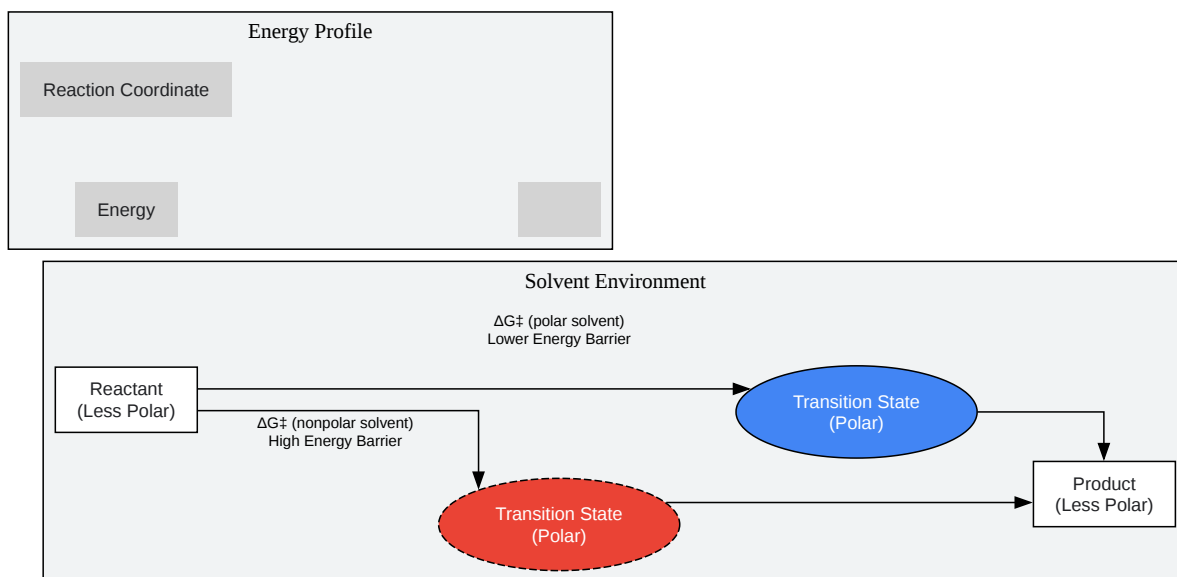 Energy Profile
Reaction Coordinate
Energy
Solvent Environment
ΔG‡ (polar solvent)
Lower Energy Barrier
Reactant
(Less Polar)
Transition State
(Polar)
ΔG‡ (nonpolar solvent)
High Energy Barrier
Product
(Less Polar)
Transition State
(Polar)